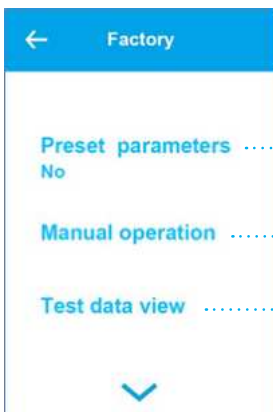 Factory
Preset parameters
No
Manual operation
Test data view